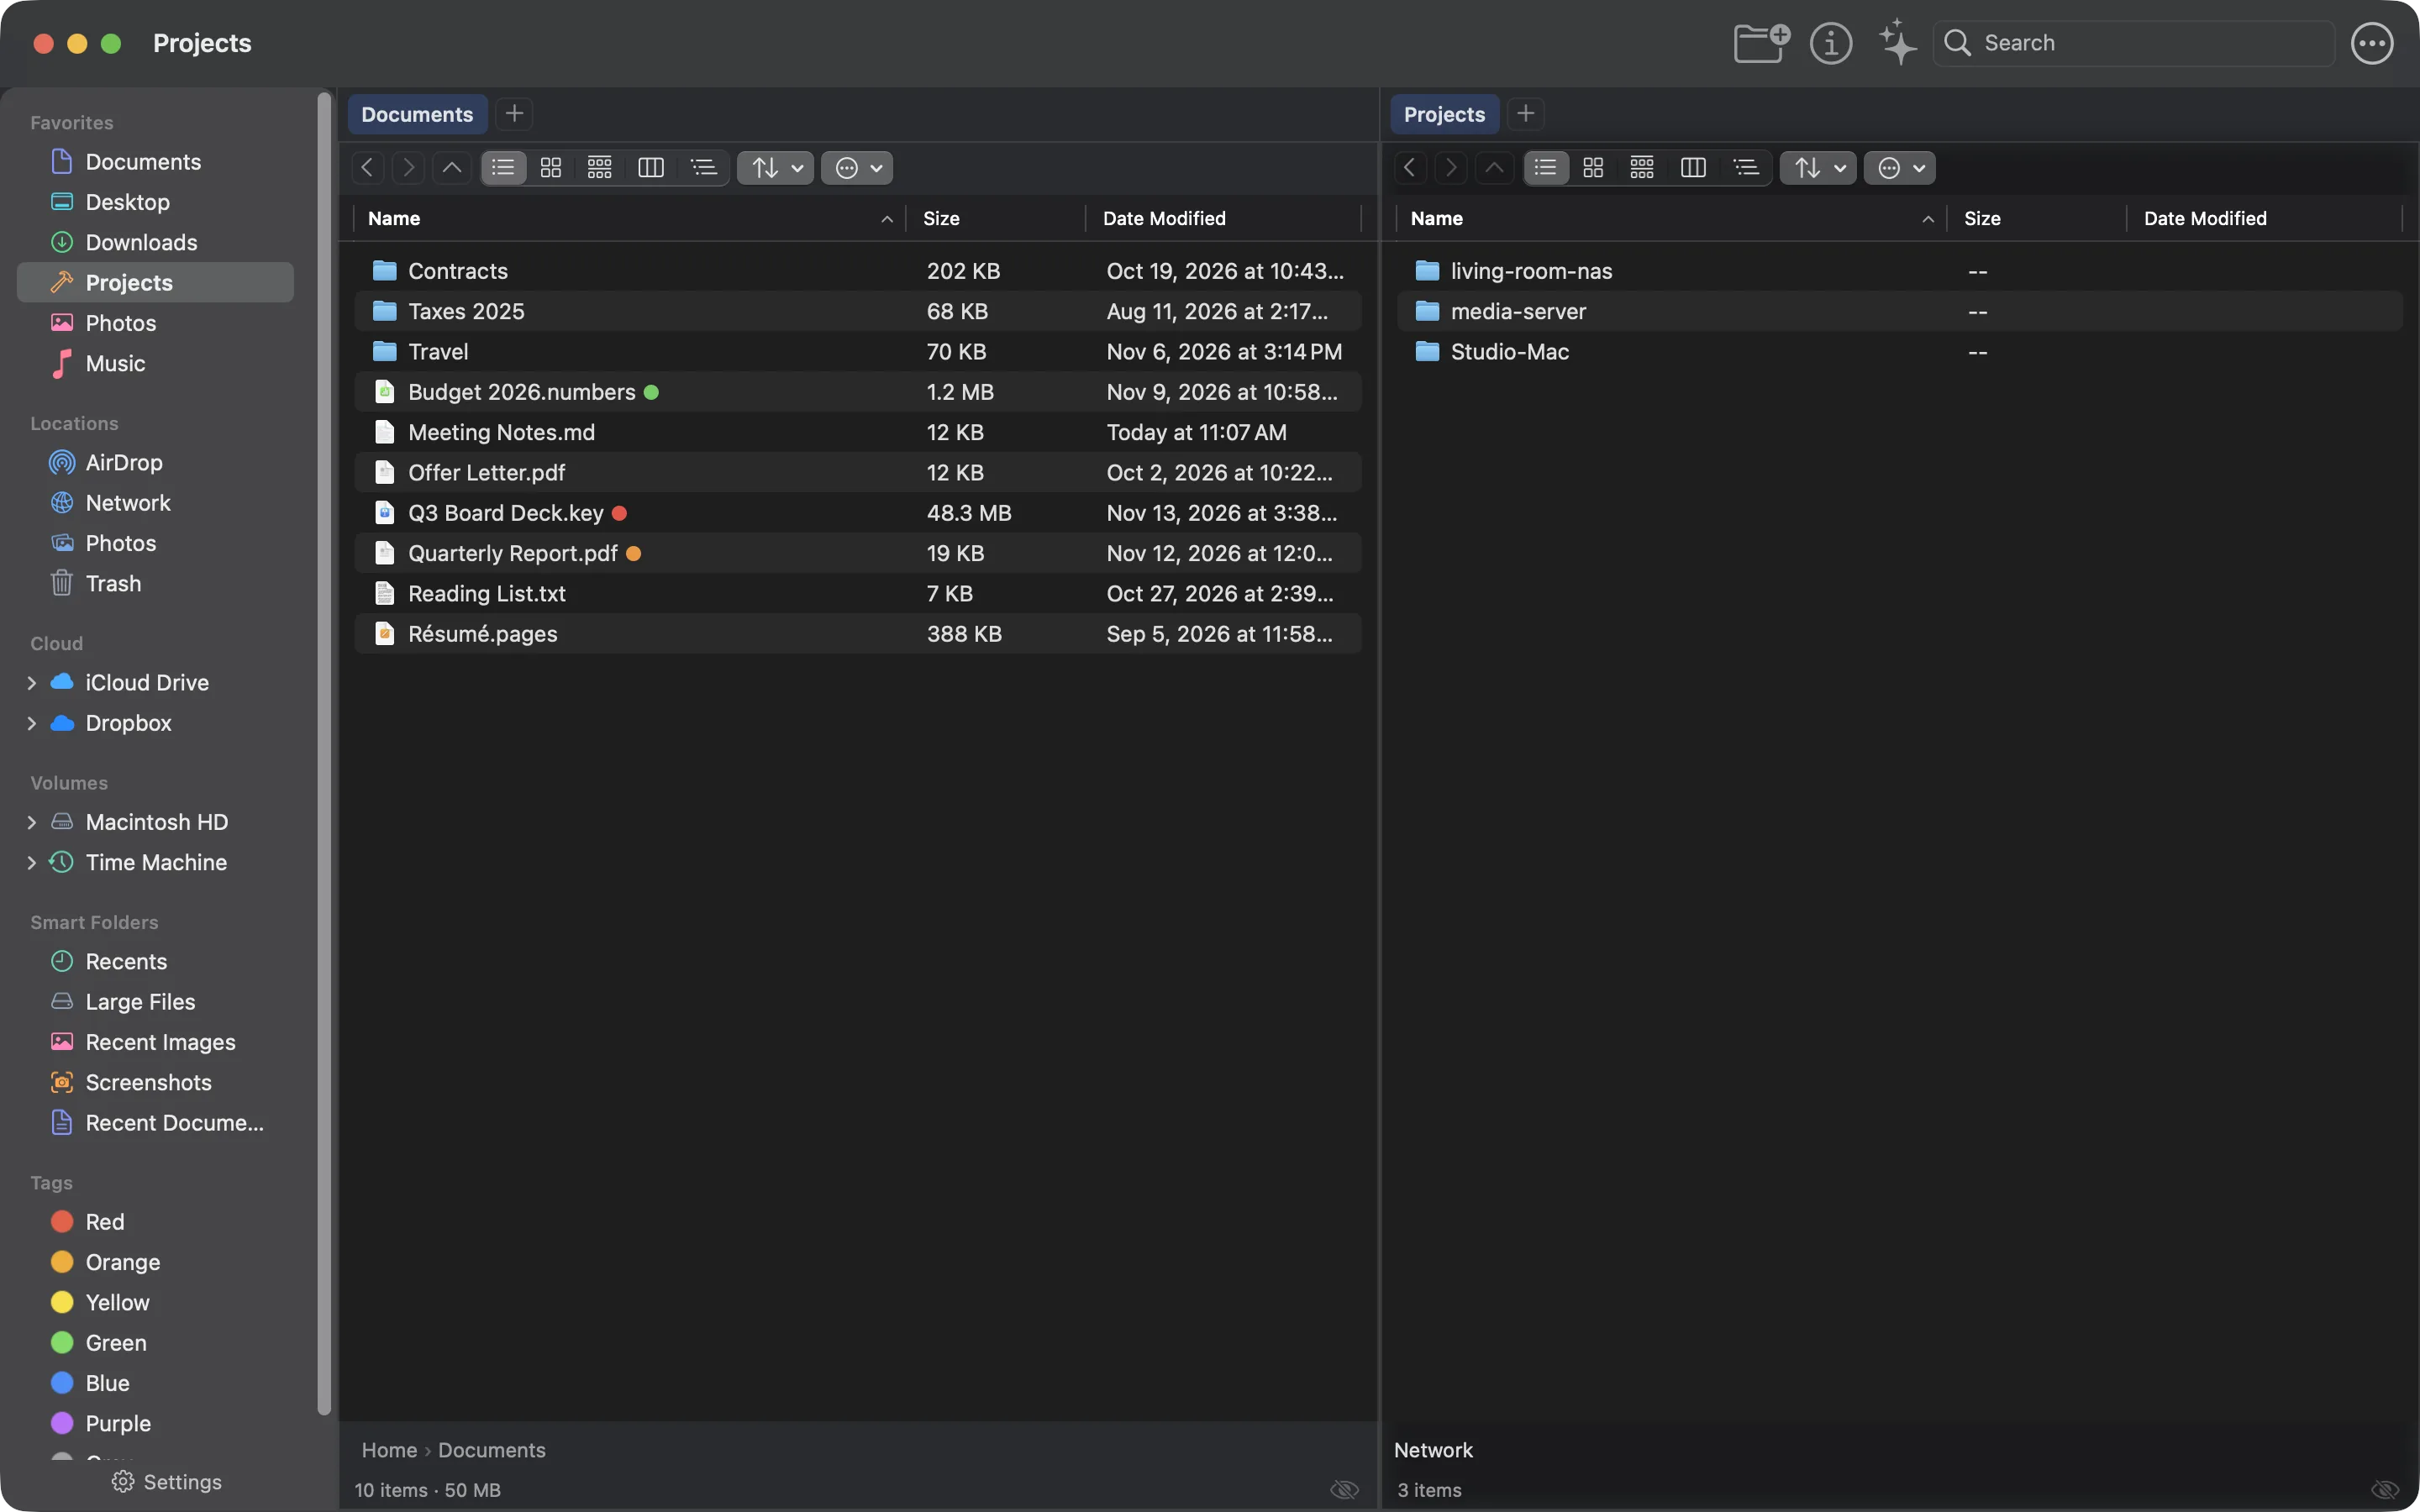 Projects
Search
Favorites
Documents
Desktop
Downloads
Projects
Photos
Music
Locations
AirDrop
Network
Photos
Trash
Cloud
iCloud Drive
Dropbox
Volumes
Macintosh HD
Time Machine
Smart Folders
Recents
Large Files
Recent Images
Screenshots
Recent Docume...
Tags
Red
Orange
Yellow
Green
Blue
Purple
Settings
Documents
Name Size Date Modified
Contracts 202 KB Oct 19, 2026 at 10:43...
Taxes 2025 68 KB Aug 11, 2026 at 2:17...
Travel 70 KB Nov 6, 2026 at 3:14 PM
Budget 2026.numbers 1.2 MB Nov 9, 2026 at 10:58...
Meeting Notes.md 12 KB Today at 11:07 AM
Offer Letter.pdf 12 KB Oct 2, 2026 at 10:22...
Q3 Board Deck.key 48.3 MB Nov 13, 2026 at 3:38...
Quarterly Report.pdf 19 KB Nov 12, 2026 at 12:0...
Reading List.txt 7 KB Oct 27, 2026 at 2:39...
Résumé.pages 388 KB Sep 5, 2026 at 11:58...
Home › Documents
10 items · 50 MB
Projects
Name Size Date Modified
living-room-nas --
media-server --
Studio-Mac --
Network
3 items